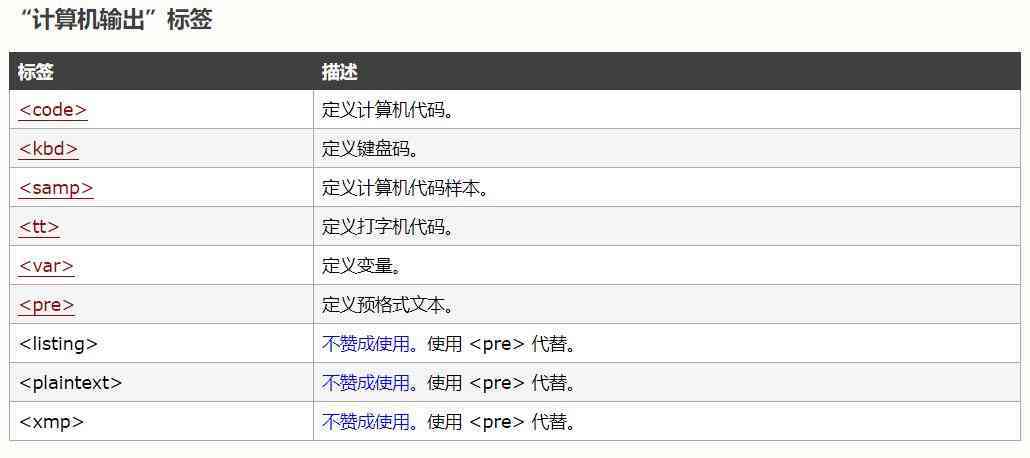 “计算机输出”标签
标签 描述
<code> 定义计算机代码。
<kbd> 定义键盘码。
<samp> 定义计算机代码样本。
<tt> 定义打字机代码。
<var> 定义变量。
<pre> 定义预格式文本。
<listing> 不赞成使用。使用 <pre> 代替。
<plaintext> 不赞成使用。使用 <pre> 代替。
<xmp> 不赞成使用。使用 <pre> 代替。